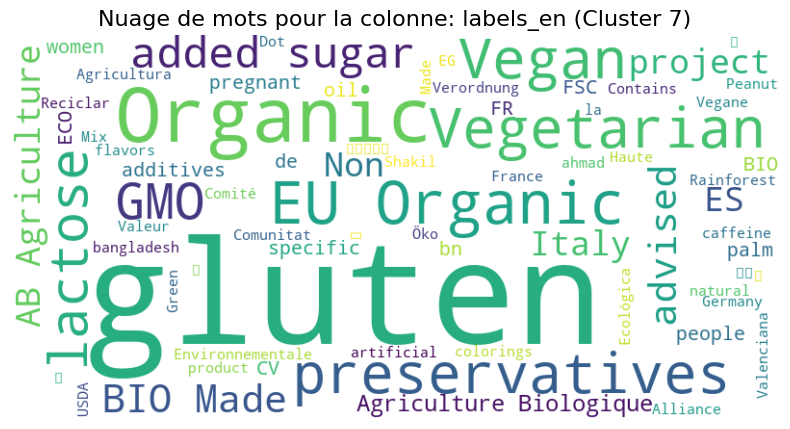 Nuage de mots pour la colonne: labels_en (Cluster 7)
women
added sugar
Dot
Vegan
project
Agricultura
pregnant
oil
Made
EG
Verordnung
FSC
Contains
Peanut
Reciclar
Organic
FR
la
Vegane
AB Agriculture
ECO
Mix
flavors
Vegetarian
lactose
additives
de
Non
Shakil
ahmad
Haute
BIO
GMO
Comité
EU Organic
France
advised
Rainforest
ES
Valeur
bangladesh
Comunitat
specific
Öko
bn
Italy
caffeine
palm
gluten
Green
Ecológica
natural
Germany
people
Valenciana
Environnementale
product
CV
artificial
colorings
preservatives
USDA
BIO Made
Agriculture Biologique
Alliance